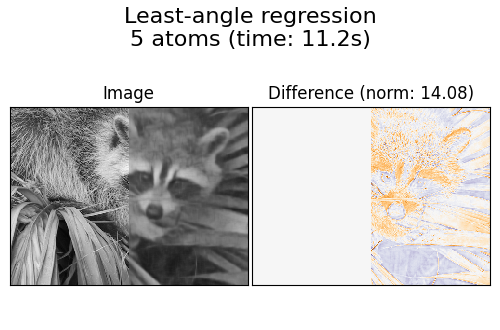 Least-angle regression
5 atoms (time: 11.2s)
Image
Difference (norm: 14.08)